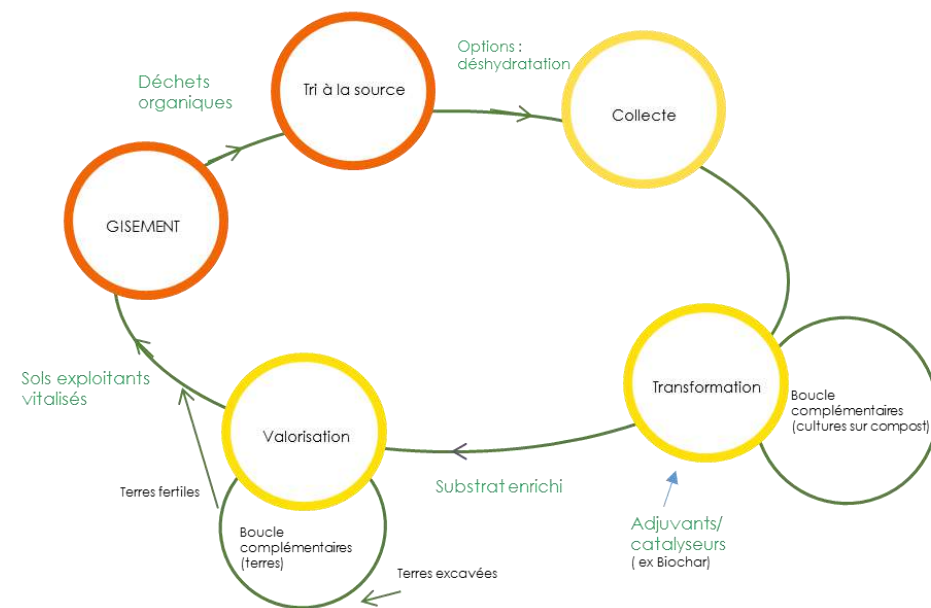 Options :
déshydratation
Déchets
organiques
Tri à la source
Collecte
GISEMENT
Sols exploitants
vitalisés
Transformation
Boucle
complémentaires
(cultures sur compost)
Valorisation
Substrat enrichi
Terres fertiles
Boucle
complémentaires
(terres)
Adjuvants/
catalyseurs
( ex Biochar)
Terres excavées